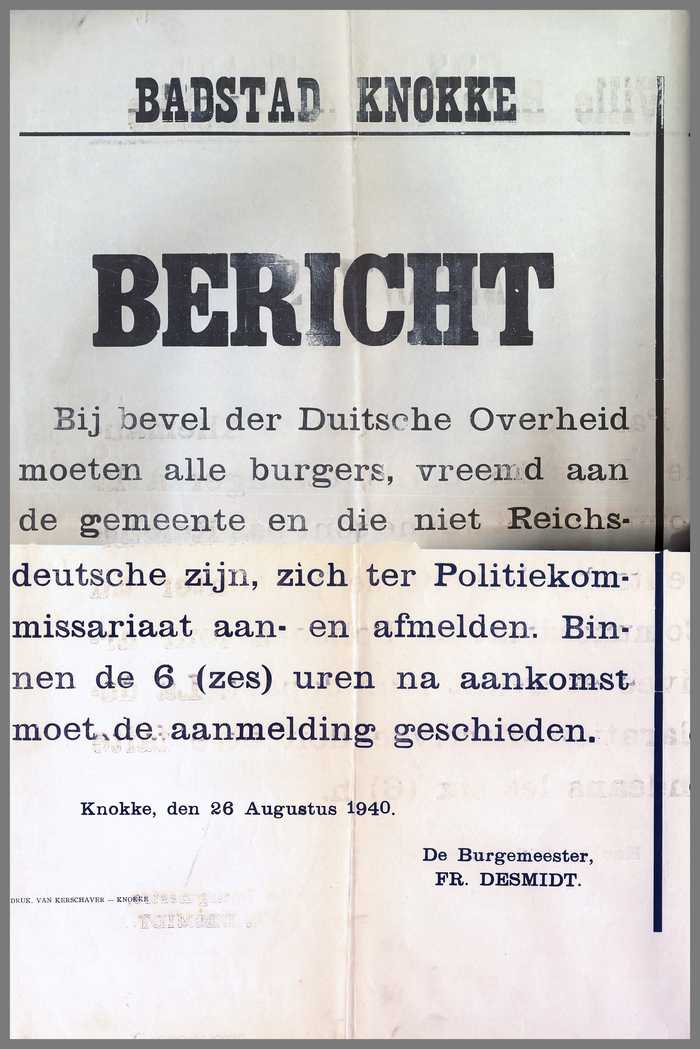 BADSTAD KNOKKE
BERICHT
Bij bevel der Duitsche Overheid
moeten alle burgers, vreemd aan
de gemeente en die niet Reichs-
deutsche zijn, zich ter Politiekom-
missariaat aan- en afmelden. Bin-
nen de 6 (zes) uren na aankomst
moet de aanmelding geschieden.
Knokke, den 26 Augustus 1940.
De Burgemeester,
FR. DESMIDT.
DRUK. VAN KERSCHAVER — KNOKKE